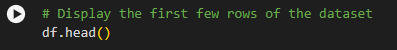 # Display the first few rows of the dataset
df.head()